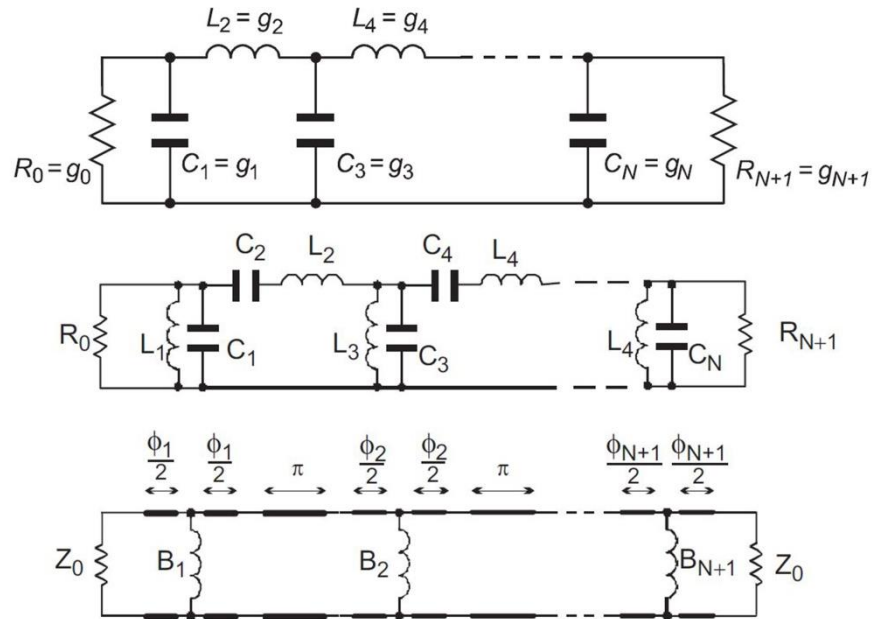 L2 = g2 L4 = g4
R0 = g0 C1 = g1 C3 = g3 CN = gN RN+1 = gN+1
C2 L2 C4 L4
R0 L1 C1 L3 C3 L4 CN RN+1
ϕ1/2 ϕ1/2 π ϕ2/2 ϕ2/2 π ϕN+1/2 ϕN+1/2
Z0 B1 B2 BN+1 Z0